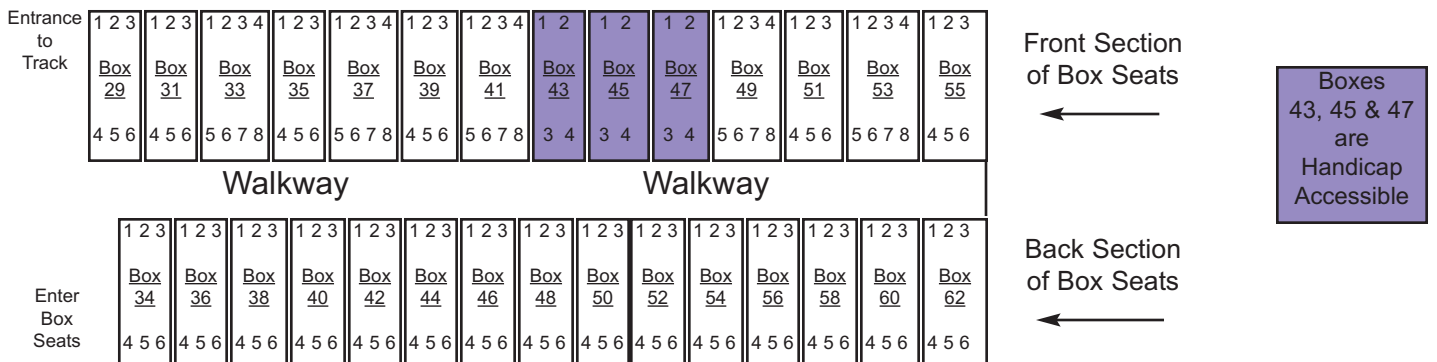 Entrance
to
Track
1 2 3 1 2 3 1 2 3 4 1 2 3 1 2 3 4 1 2 3 1 2 3 4 1 2 1 2 1 2 1 2 3 4 1 2 3 1 2 3 4 1 2 3
Box Box Box Box Box Box Box Box Box Box Box Box Box Box
29 31 33 35 37 39 41 43 45 47 49 51 53 55
4 5 6 4 5 6 5 6 7 8 4 5 6 5 6 7 8 4 5 6 5 6 7 8 3 4 3 4 3 4 5 6 7 8 4 5 6 5 6 7 8 4 5 6
Front Section
of Box Seats
Boxes
43, 45 & 47
are
Handicap
Accessible
Walkway Walkway
1 2 3 1 2 3 1 2 3 1 2 3 1 2 3 1 2 3 1 2 3 1 2 3 1 2 3 1 2 3 1 2 3 1 2 3 1 2 3 1 2 3 1 2 3
Box Box Box Box Box Box Box Box Box Box Box Box Box Box Box
34 36 38 40 42 44 46 48 50 52 54 56 58 60 62
4 5 6 4 5 6 4 5 6 4 5 6 4 5 6 4 5 6 4 5 6 4 5 6 4 5 6 4 5 6 4 5 6 4 5 6 4 5 6 4 5 6 4 5 6
Enter
Box
Seats
Back Section
of Box Seats